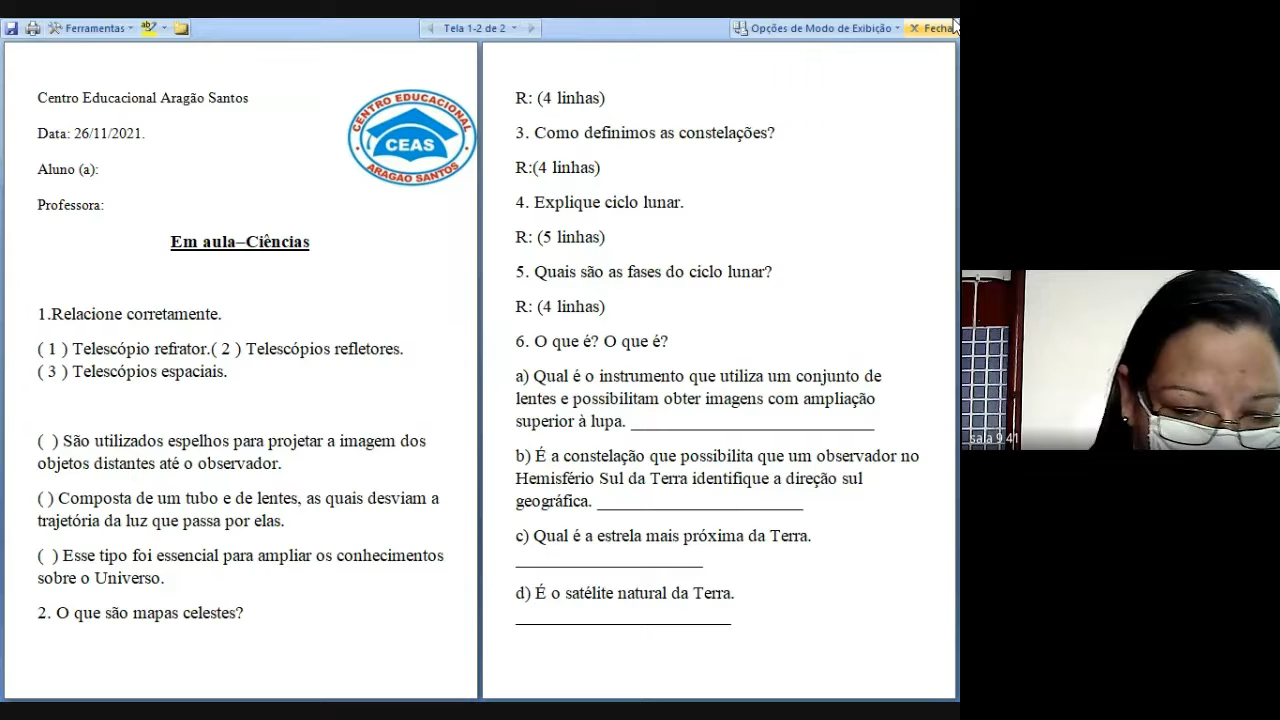 Ferramentas
Tela 1-2 de 2
Opções de Modo de Exibição
Fecha
Centro Educacional Aragão Santos
Data: 26/11/2021.
Aluno (a):
Professora:
CENTRO EDUCACIONAL
CEAS
ARAGÃO SANTOS
Em aula–Ciências
1.Relacione corretamente.
( 1 ) Telescópio refrator.( 2 ) Telescópios refletores.
( 3 ) Telescópios espaciais.
( ) São utilizados espelhos para projetar a imagem dos
objetos distantes até o observador.
( ) Composta de um tubo e de lentes, as quais desviam a
trajetória da luz que passa por elas.
( ) Esse tipo foi essencial para ampliar os conhecimentos
sobre o Universo.
2. O que são mapas celestes?
R: (4 linhas)
3. Como definimos as constelações?
R:(4 linhas)
4. Explique ciclo lunar.
R: (5 linhas)
5. Quais são as fases do ciclo lunar?
R: (4 linhas)
6. O que é? O que é?
a) Qual é o instrumento que utiliza um conjunto de
lentes e possibilitam obter imagens com ampliação
superior à lupa. ___________________________
b) É a constelação que possibilita que um observador no
Hemisfério Sul da Terra identifique a direção sul
geográfica. _______________________
c) Qual é a estrela mais próxima da Terra.
_____________________
d) É o satélite natural da Terra.
________________________
sala 9 41